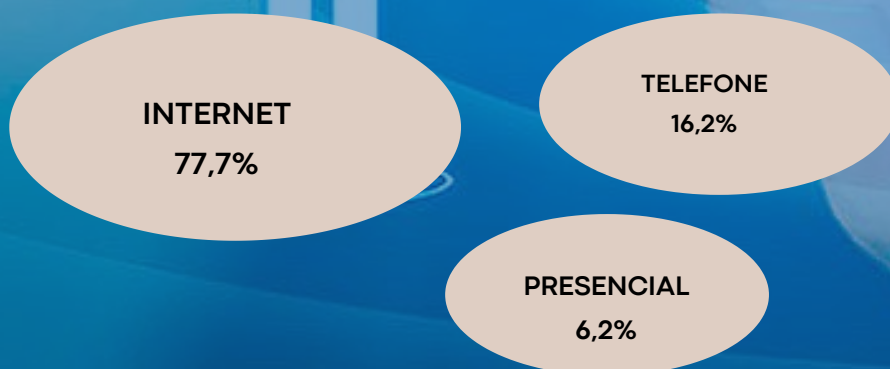 INTERNET
77,7%
TELEFONE
16,2%
PRESENCIAL
6,2%